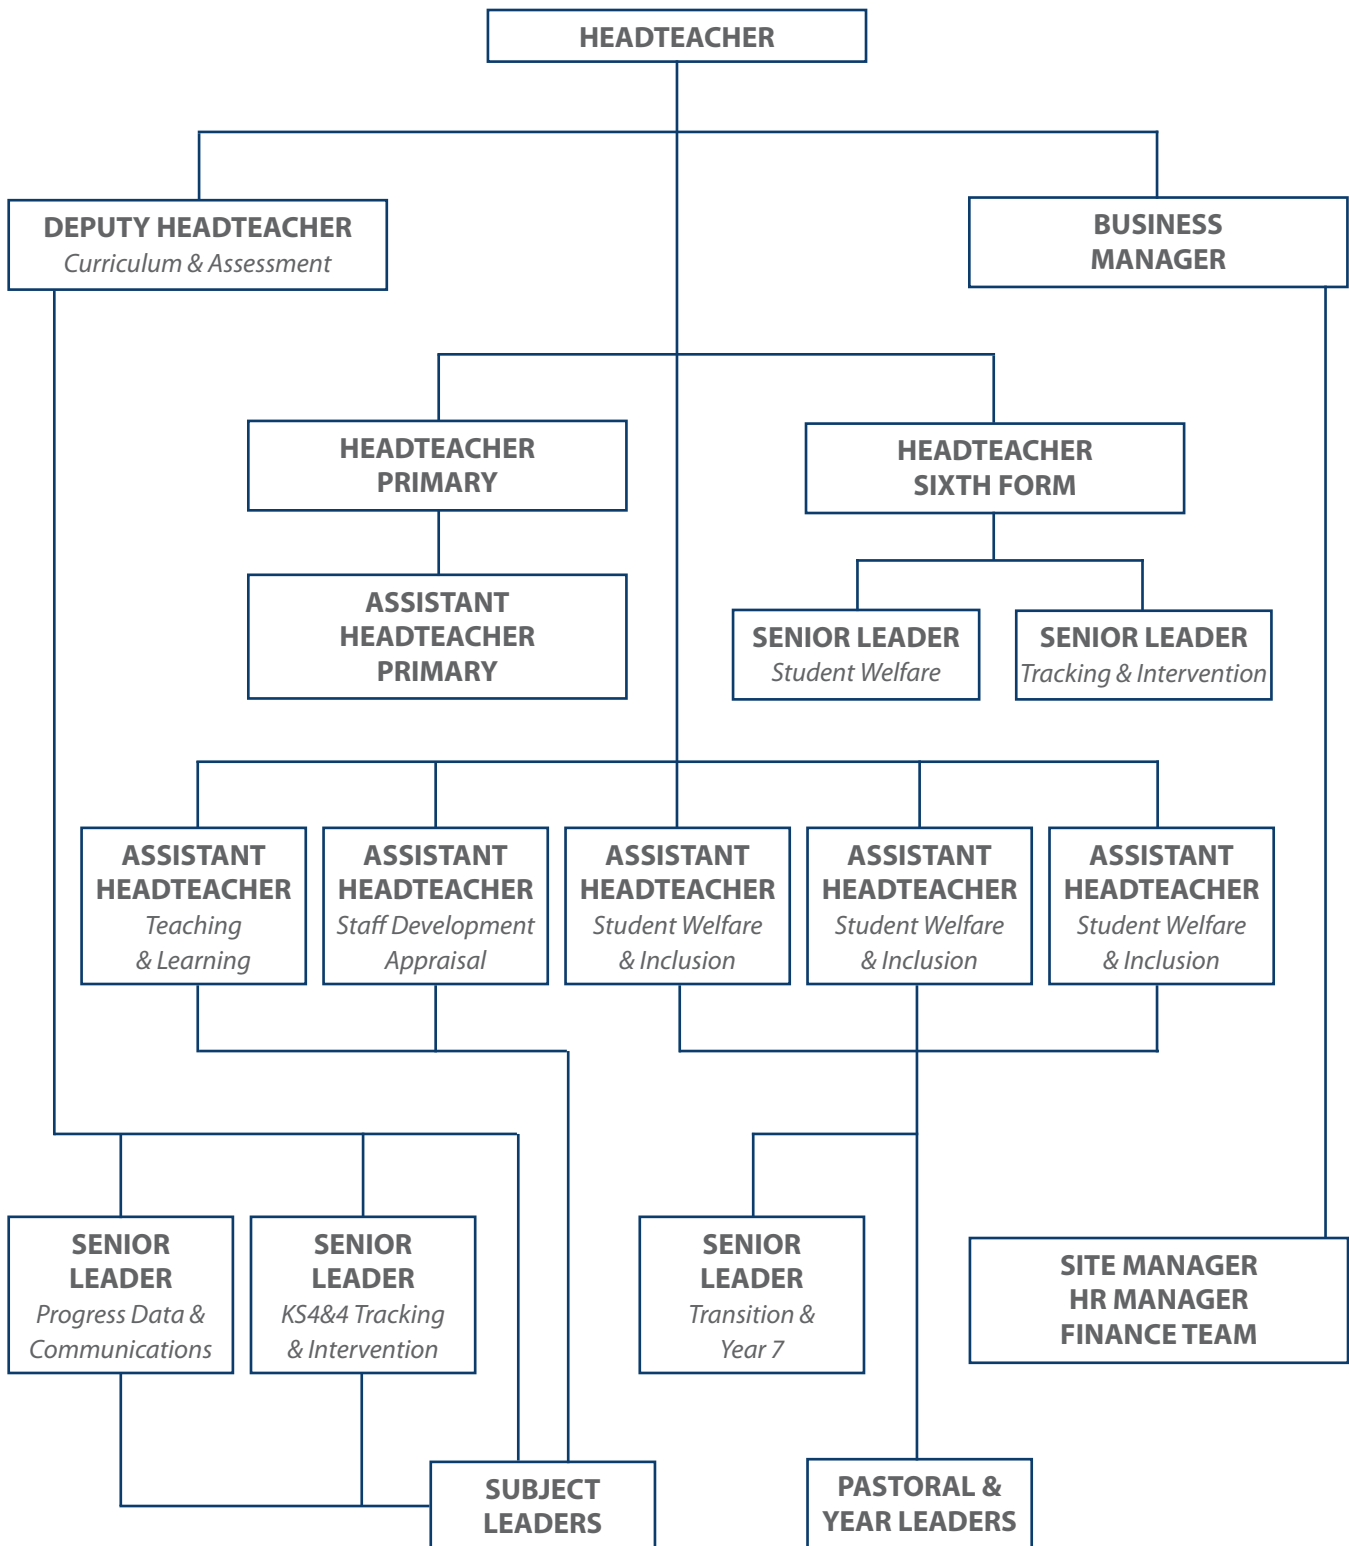 HEADTEACHER
DEPUTY HEADTEACHER
Curriculum & Assessment
BUSINESS
MANAGER
HEADTEACHER
PRIMARY
HEADTEACHER
SIXTH FORM
ASSISTANT
HEADTEACHER
PRIMARY
SENIOR LEADER
Student Welfare
SENIOR LEADER
Tracking & Intervention
ASSISTANT
HEADTEACHER
Teaching
& Learning
ASSISTANT
HEADTEACHER
Staff Development
Appraisal
ASSISTANT
HEADTEACHER
Student Welfare
& Inclusion
ASSISTANT
HEADTEACHER
Student Welfare
& Inclusion
ASSISTANT
HEADTEACHER
Student Welfare
& Inclusion
SENIOR
LEADER
Progress Data &
Communications
SENIOR
LEADER
KS4&4 Tracking
& Intervention
SENIOR
LEADER
Transition &
Year 7
SITE MANAGER
HR MANAGER
FINANCE TEAM
SUBJECT
LEADERS
PASTORAL &
YEAR LEADERS